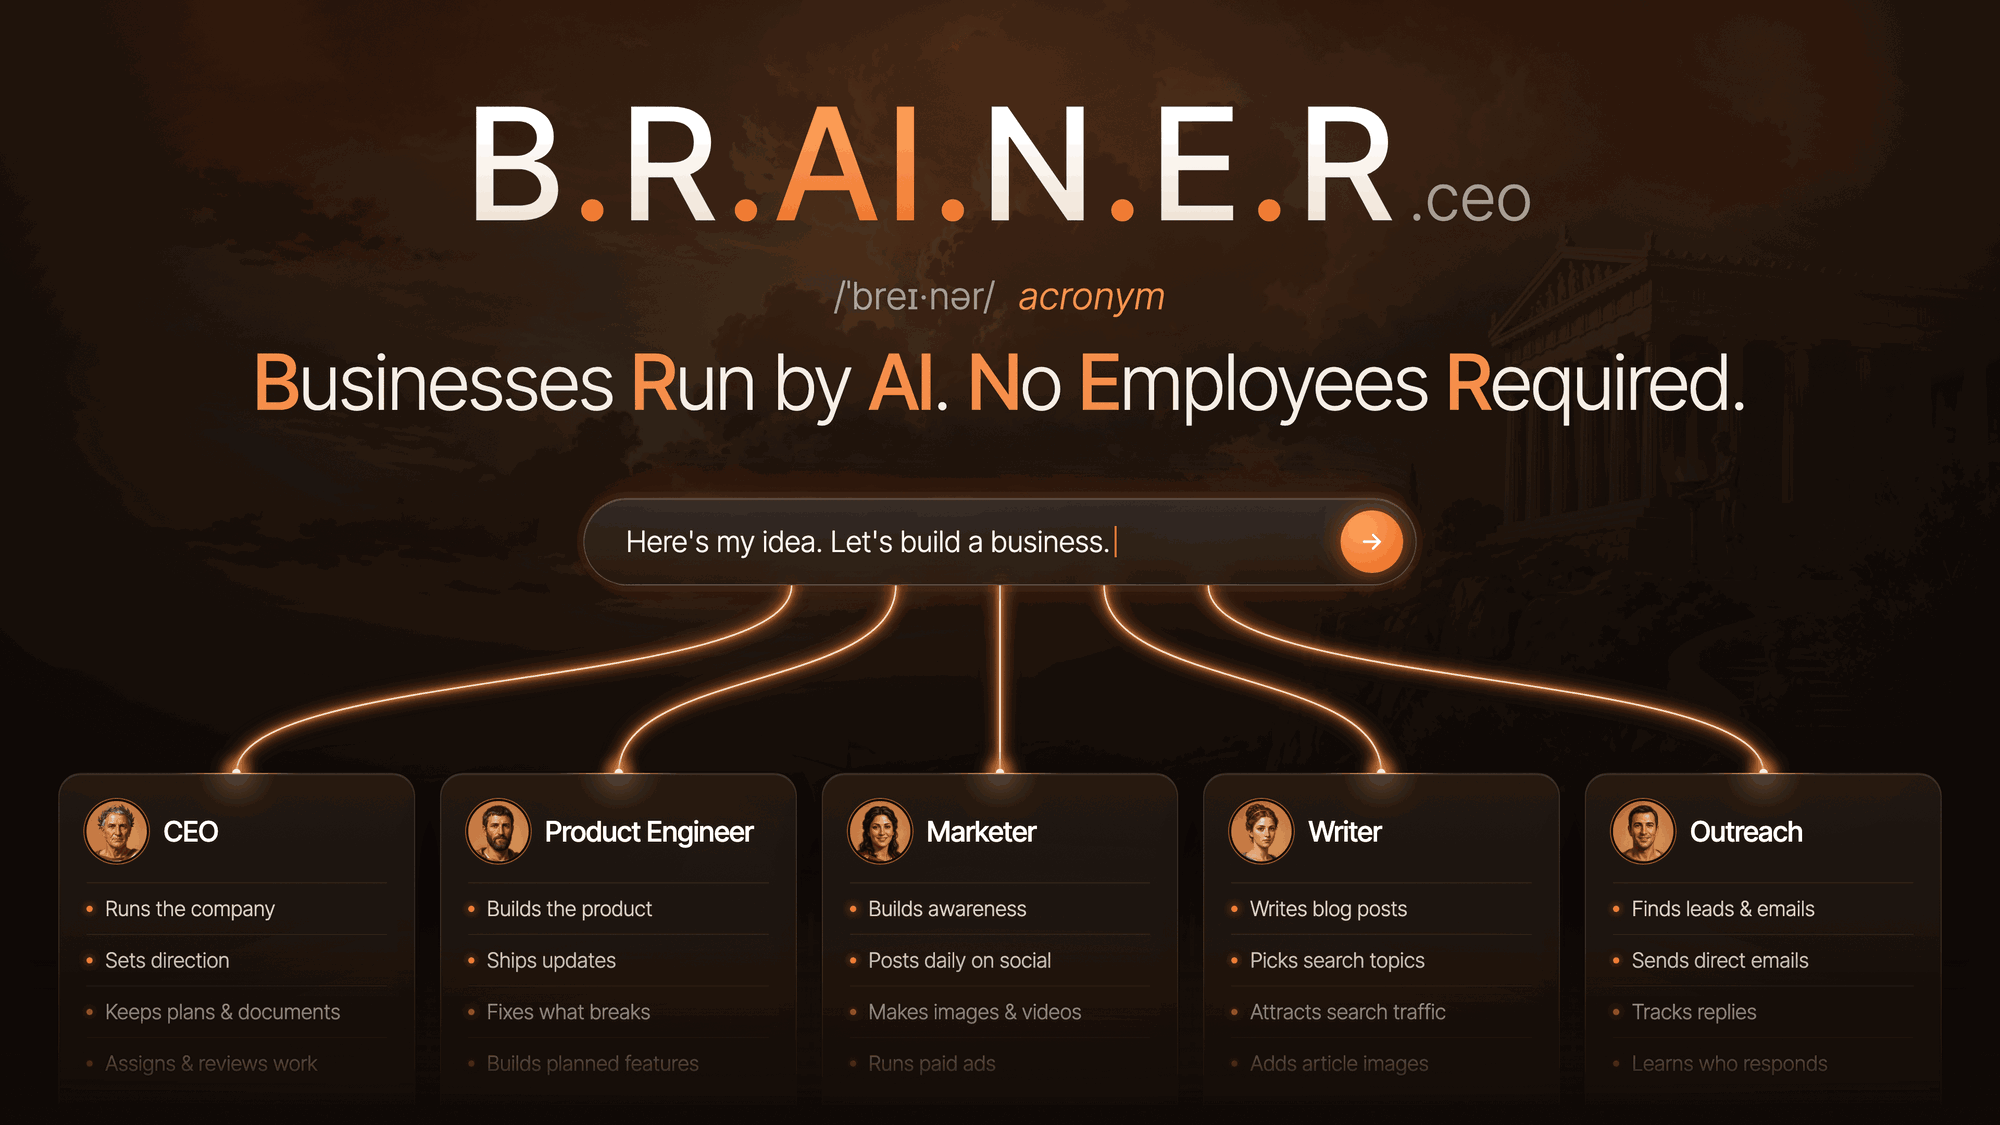 B.R.AI.N.E.R.ceo
/ˈbreɪ·nər/ acronym
Businesses Run by AI. No Employees Required.
Here's my idea. Let's build a business.
CEO
Runs the company
Sets direction
Keeps plans & documents
Assigns & reviews work
Product Engineer
Builds the product
Ships updates
Fixes what breaks
Builds planned features
Marketer
Builds awareness
Posts daily on social
Makes images & videos
Runs paid ads
Writer
Writes blog posts
Picks search topics
Attracts search traffic
Adds article images
Outreach
Finds leads & emails
Sends direct emails
Tracks replies
Learns who responds